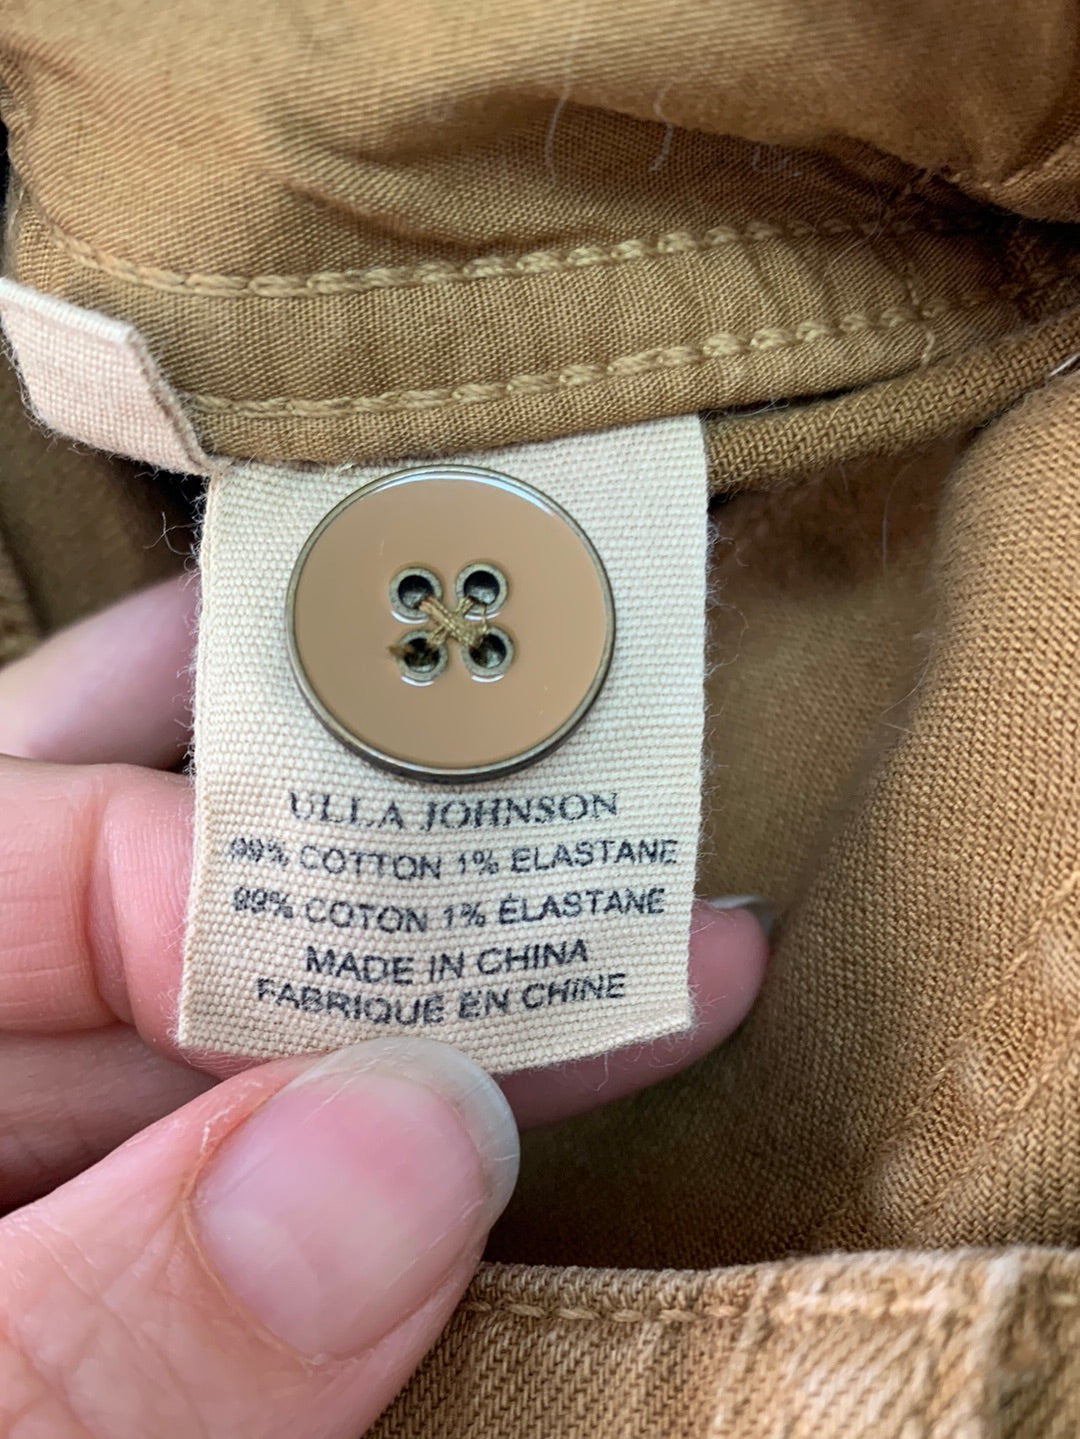 ULLA JOHNSON
99% COTTON 1% ELASTANE
99% COTON 1% ÉLASTANE
MADE IN CHINA
FABRIQUÉ EN CHINE